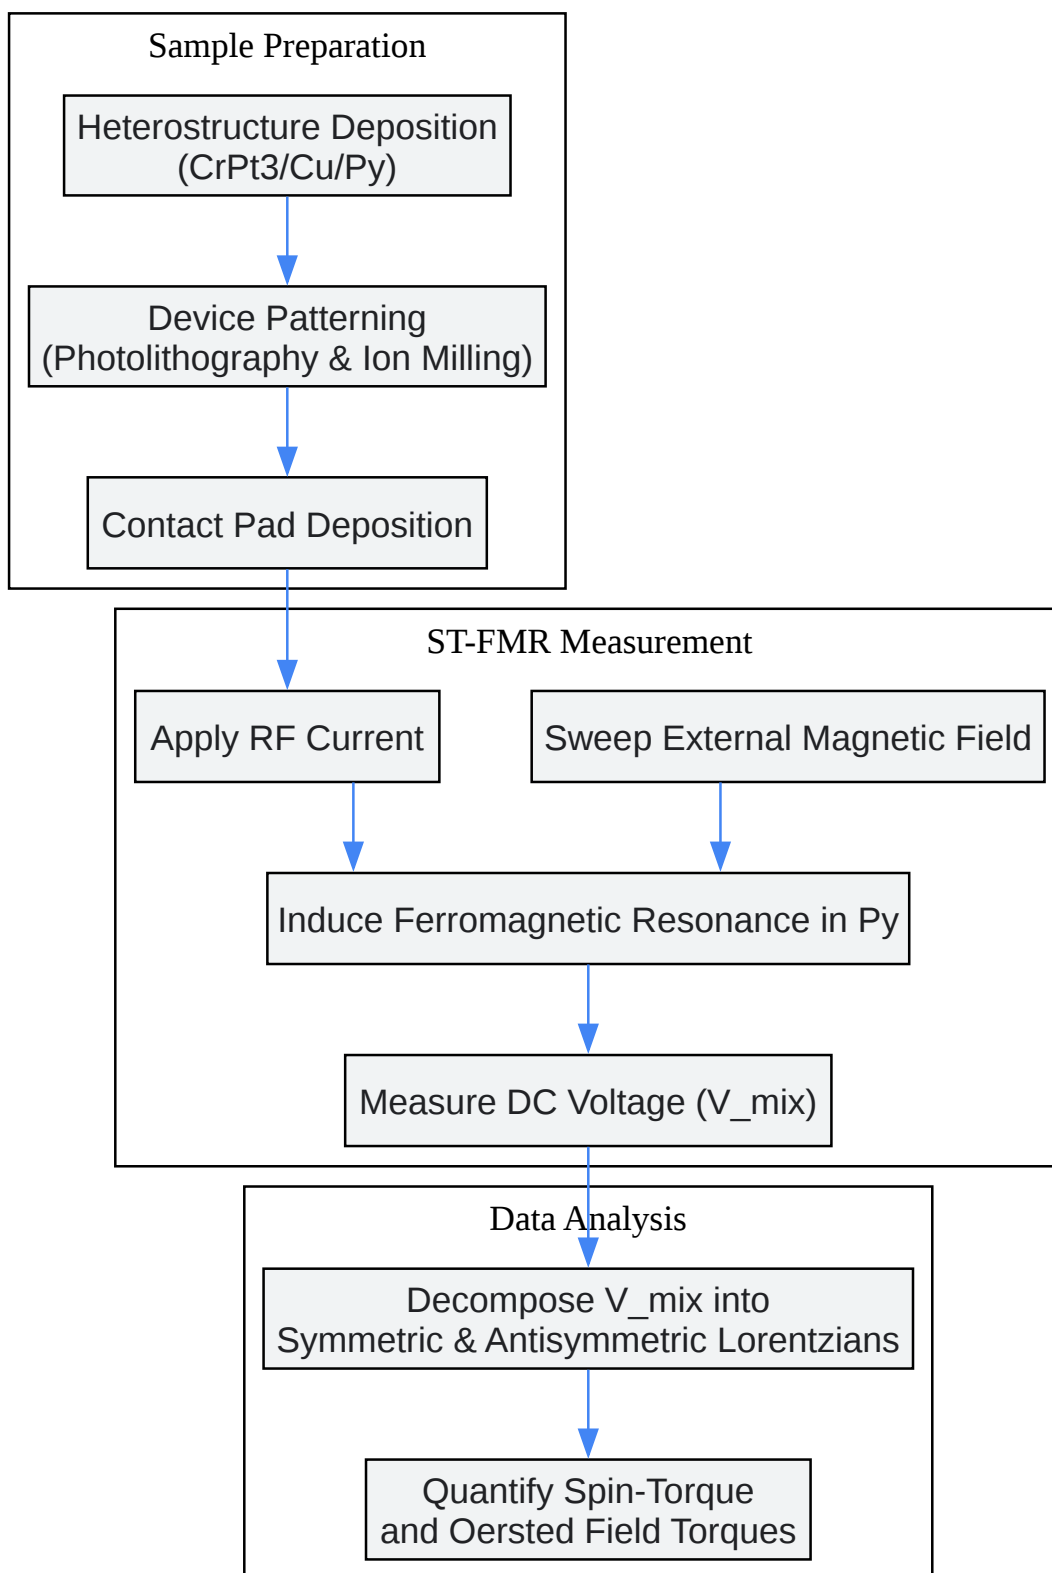 Sample Preparation
Heterostructure Deposition
(CrPt3/Cu/Py)
Device Patterning
(Photolithography & Ion Milling)
Contact Pad Deposition
ST-FMR Measurement
Apply RF Current
Sweep External Magnetic Field
Induce Ferromagnetic Resonance in Py
Measure DC Voltage (V_mix)
Data Analysis
Decompose V_mix into
Symmetric & Antisymmetric Lorentzians
Quantify Spin-Torque
and Oersted Field Torques